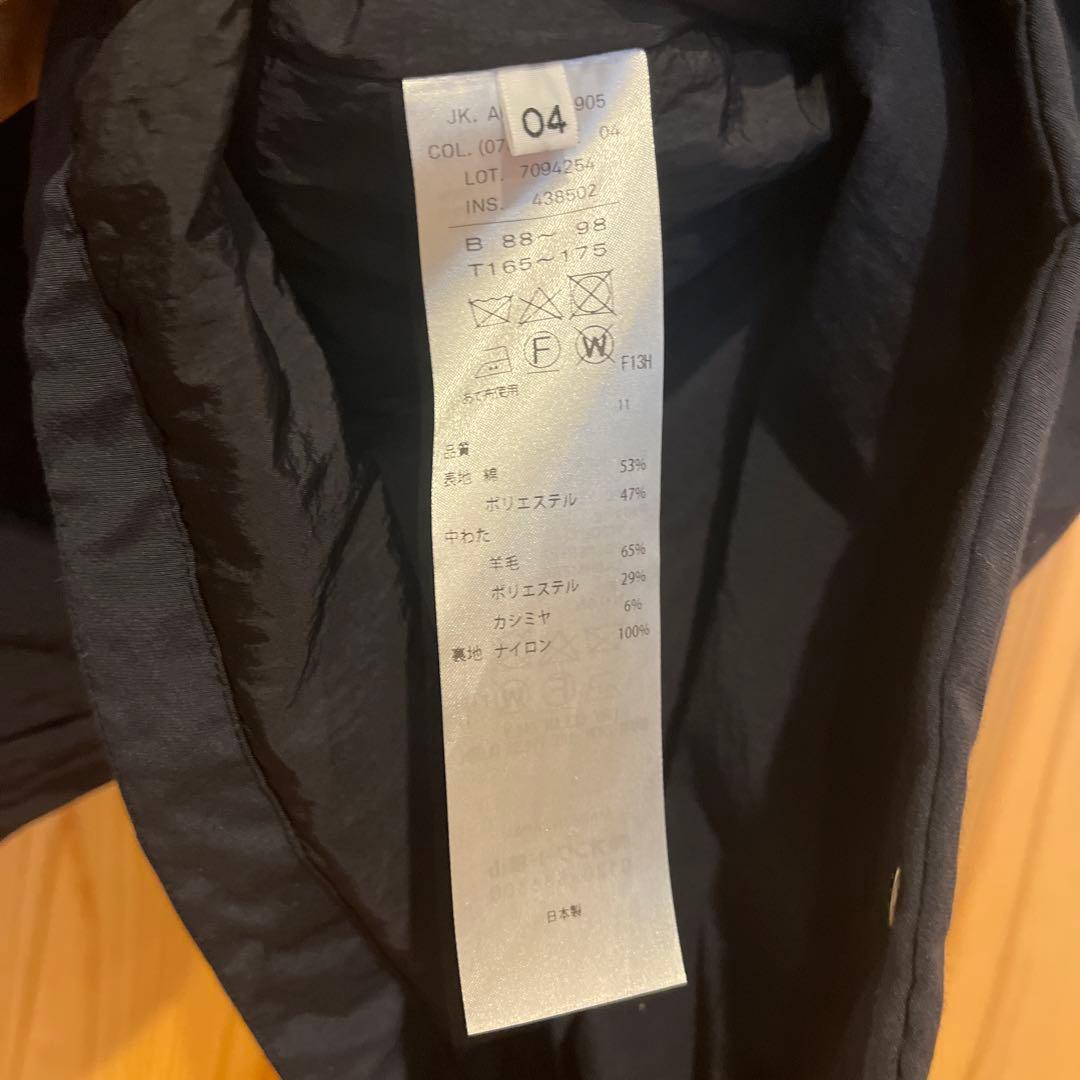 04
JK. A 905
COL. (07 04
LOT. 7094254
INS. 438502
B 88～ 98
T165～175
F W F13H
あて布使用
11
品質
表地 綿 53%
ポリエステル 47%
中わた
羊毛 65%
ポリエステル 29%
カシミヤ 6%
裏地 ナイロン 100%
日本製